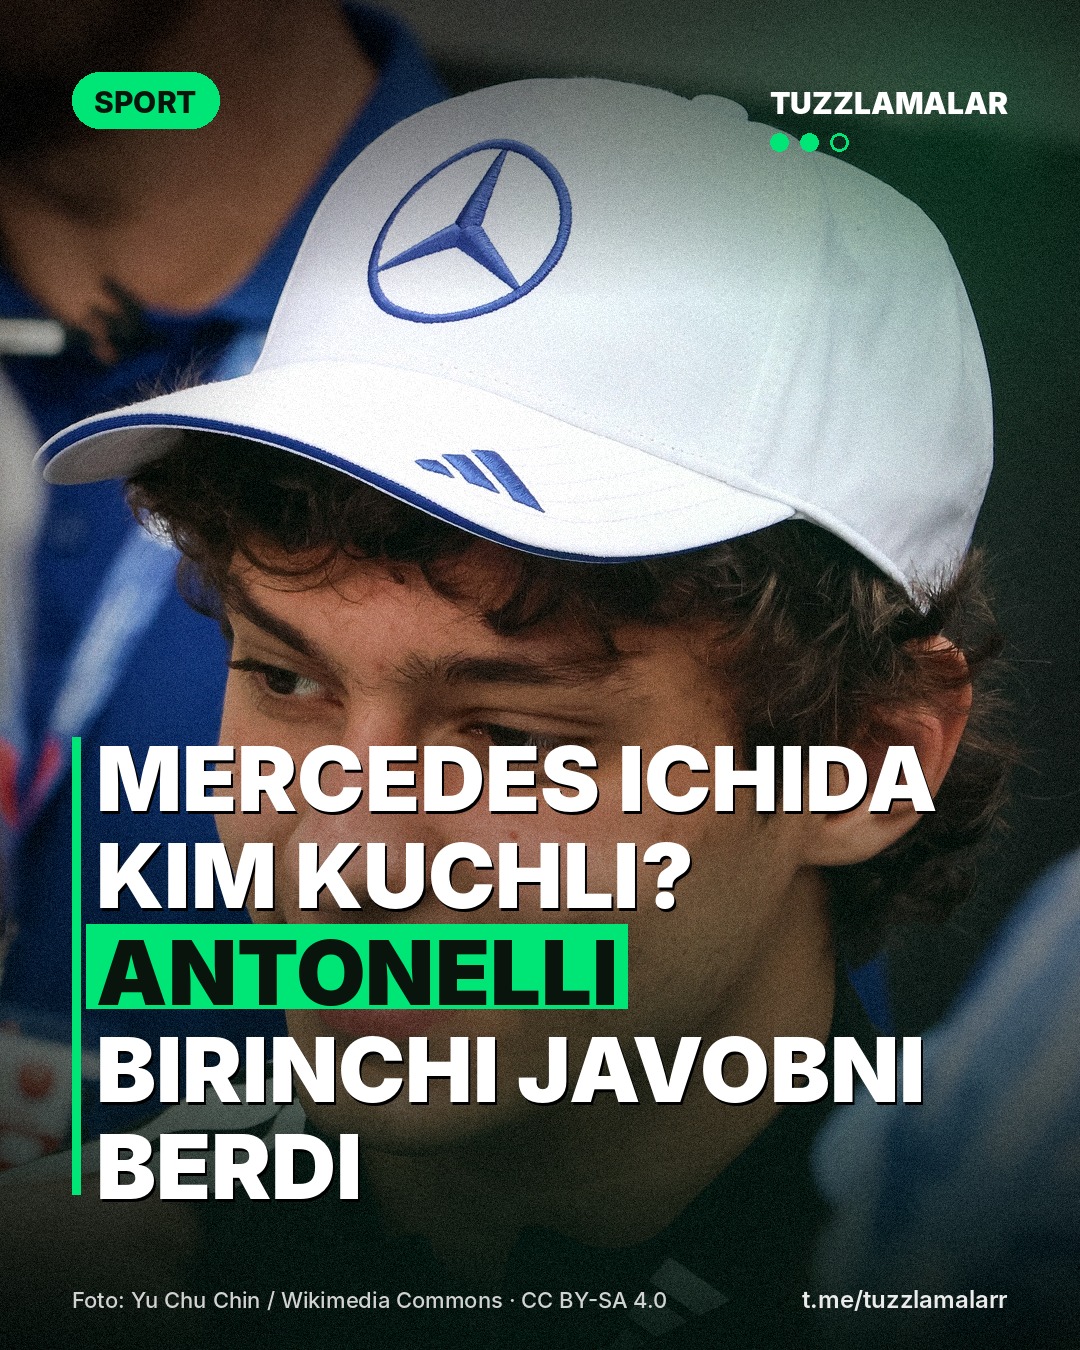 SPORT
TUZZLAMALAR
MERCEDES ICHIDA
KIM KUCHLI?
ANTONELLI
BIRINCHI JAVOBNI
BERDI
Foto: Yu Chu Chin / Wikimedia Commons · CC BY-SA 4.0
t.me/tuzzlamalarr